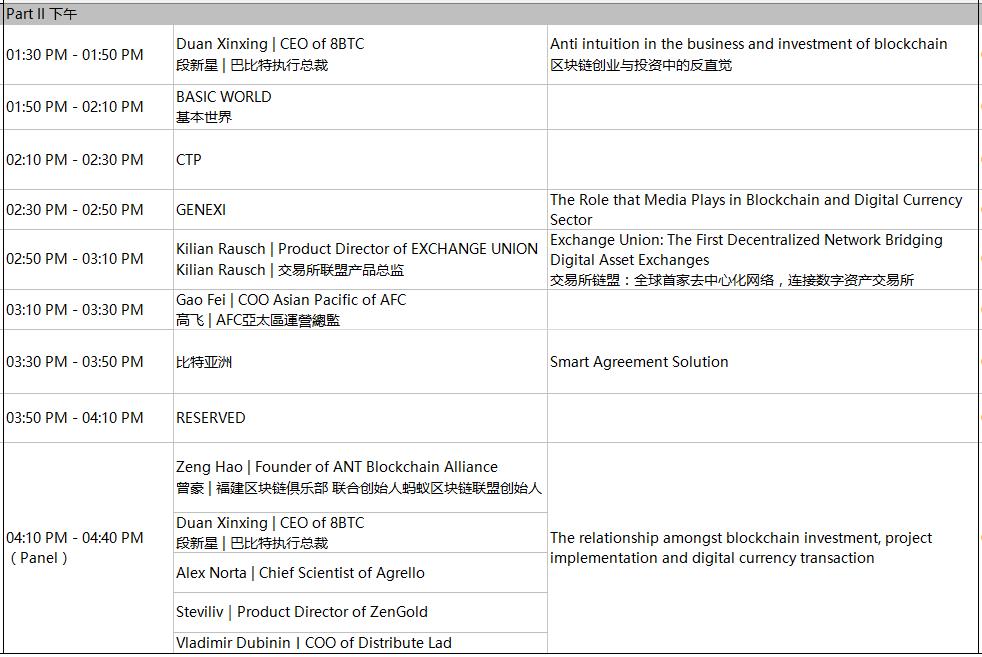 Part II 下午
01:30 PM - 01:50 PM
Duan Xinxing | CEO of 8BTC
段新星 | 巴比特执行总裁
Anti intuition in the business and investment of blockchain
区块链创业与投资中的反直觉
01:50 PM - 02:10 PM
BASIC WORLD
基本世界
02:10 PM - 02:30 PM
CTP
02:30 PM - 02:50 PM
GENEXI
The Role that Media Plays in Blockchain and Digital Currency
Sector
02:50 PM - 03:10 PM
Kilian Rausch | Product Director of EXCHANGE UNION
Kilian Rausch | 交易所联盟产品总监
Exchange Union: The First Decentralized Network Bridging
Digital Asset Exchanges
交易所链盟：全球首家去中心化网络，连接数字资产交易所
03:10 PM - 03:30 PM
Gao Fei | COO Asian Pacific of AFC
高飞 | AFC亞太區運營總監
03:30 PM - 03:50 PM
比特亚洲
Smart Agreement Solution
03:50 PM - 04:10 PM
RESERVED
04:10 PM - 04:40 PM
（Panel）
Zeng Hao | Founder of ANT Blockchain Alliance
曾豪 | 福建区块链俱乐部 联合创始人蚂蚁区块链联盟创始人
Duan Xinxing | CEO of 8BTC
段新星 | 巴比特执行总裁
Alex Norta | Chief Scientist of Agrello
Steviliv | Product Director of ZenGold
Vladimir Dubinin | COO of Distribute Lad
The relationship amongst blockchain investment, project
implementation and digital currency transaction